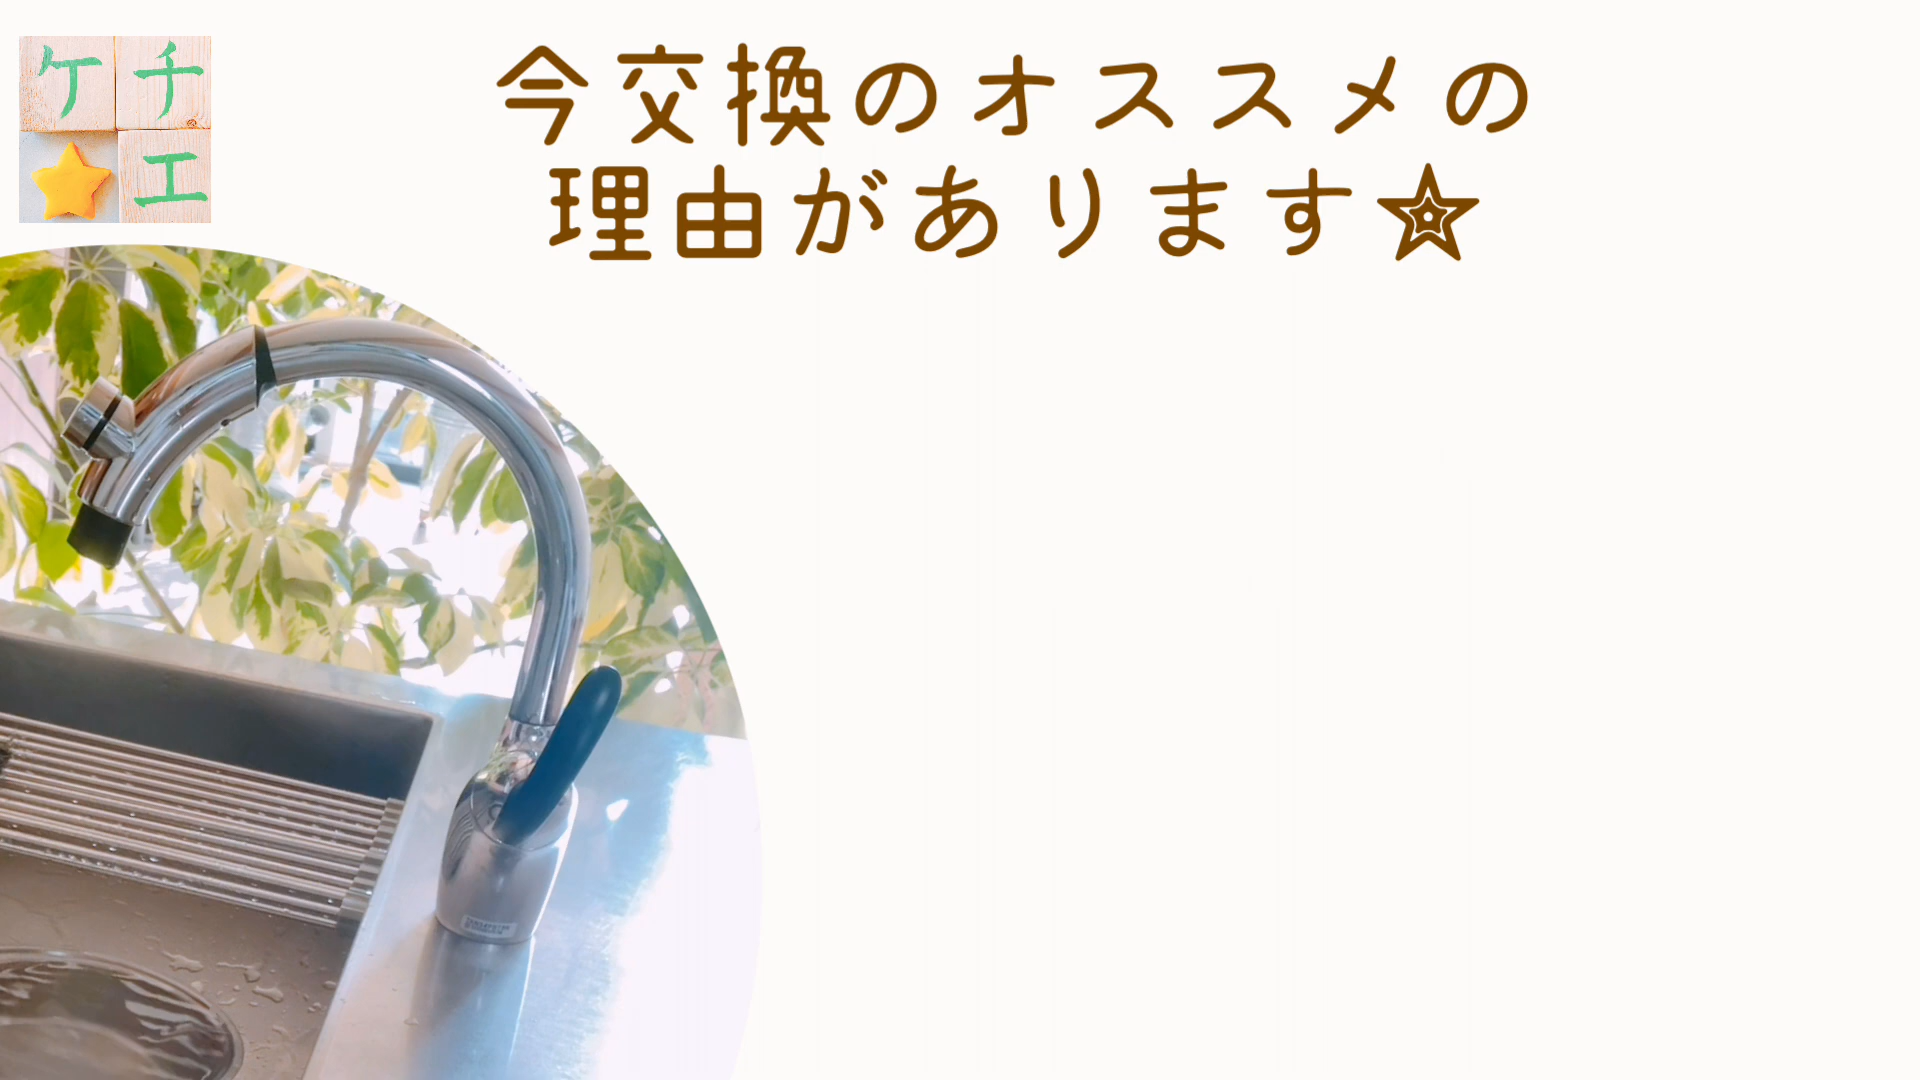 ケチ
★エ
今交換のオススメの
理由があります☆